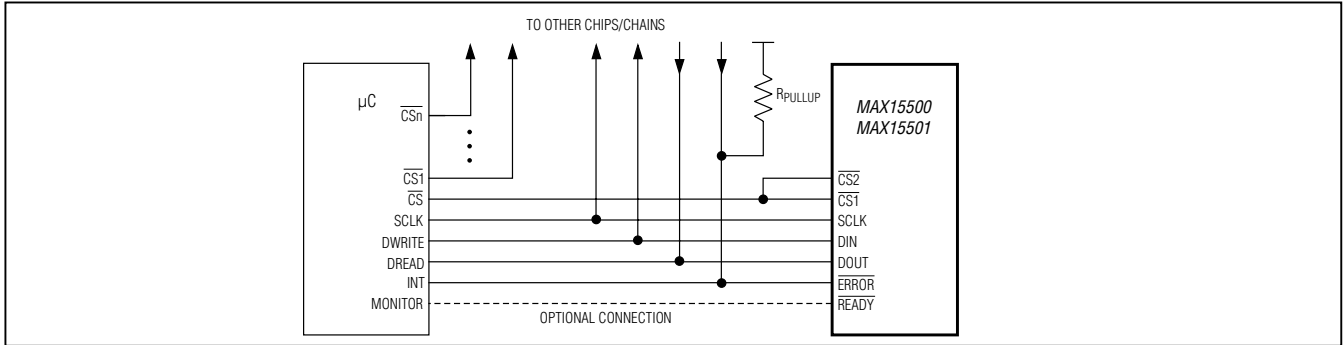 TO OTHER CHIPS/CHAINS
µC
CSn
CS1
CS
SCLK
DWRITE
DREAD
INT
MONITOR
OPTIONAL CONNECTION
RPULLUP
MAX15500
MAX15501
CS2
CS1
SCLK
DIN
DOUT
ERROR
READY